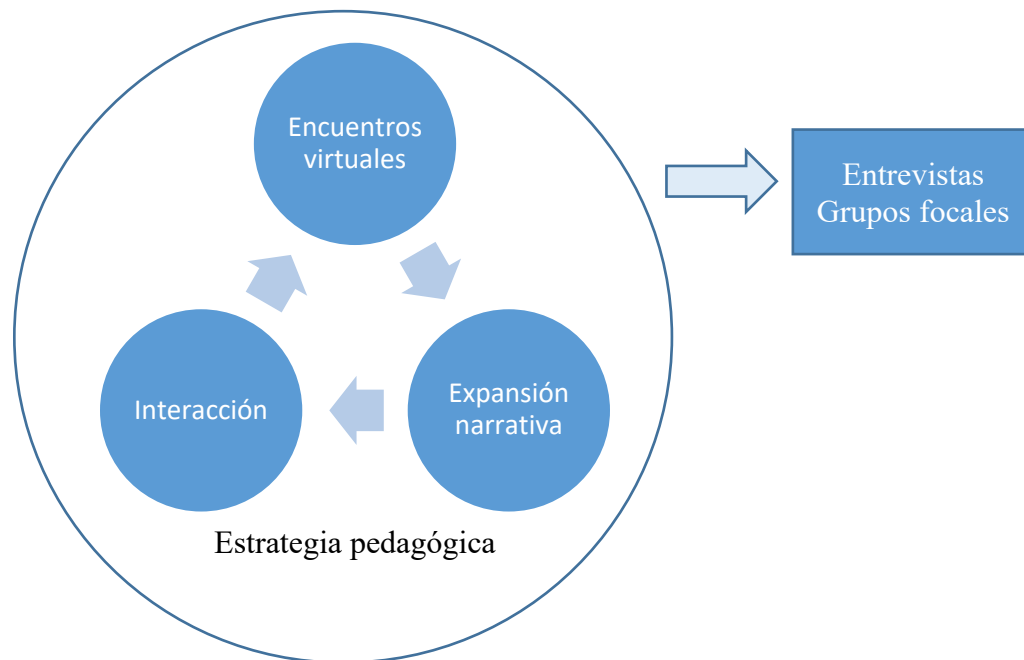 Encuentros
virtuales
Entrevistas
Grupos focales
Interacción
Expansión
narrativa
Estrategia pedagógica